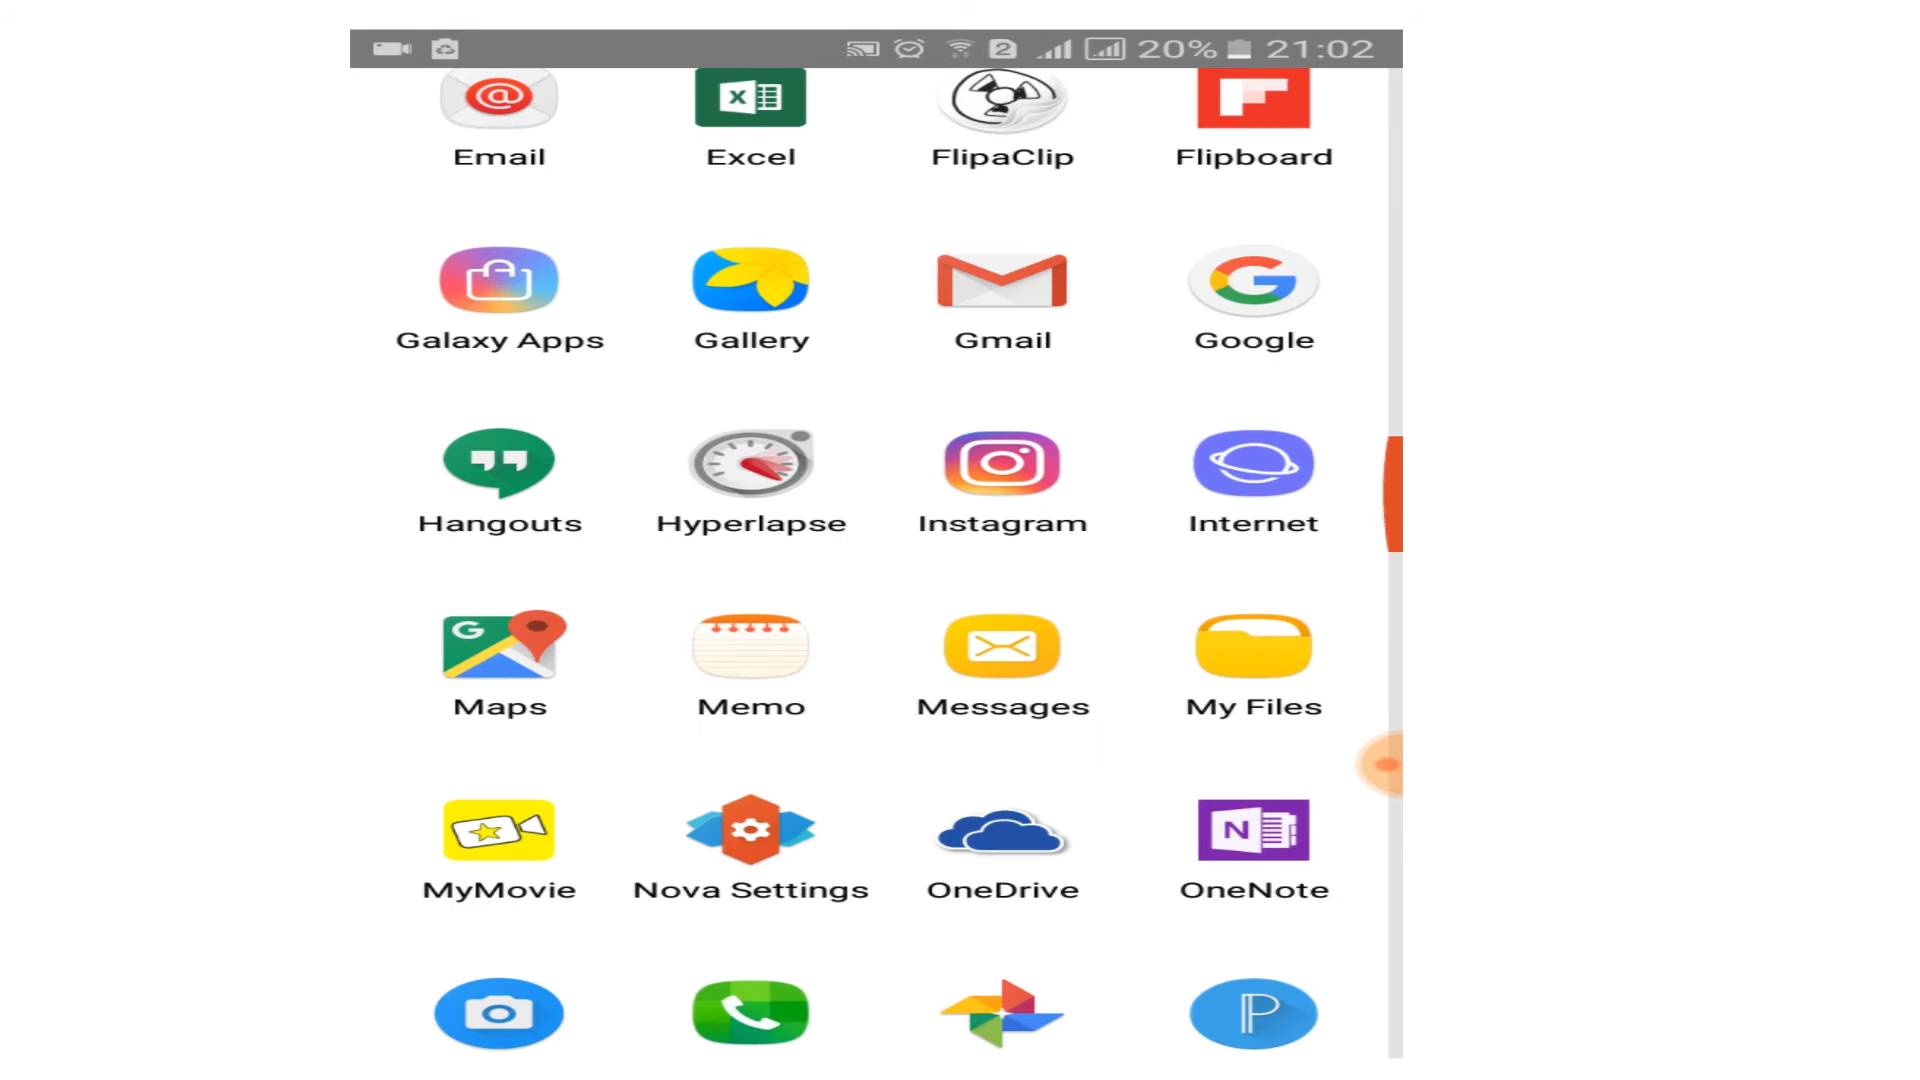 2 20% 21:02
Email Excel FlipaClip Flipboard
Galaxy Apps Gallery Gmail Google
Hangouts Hyperlapse Instagram Internet
Maps Memo Messages My Files
MyMovie Nova Settings OneDrive OneNote